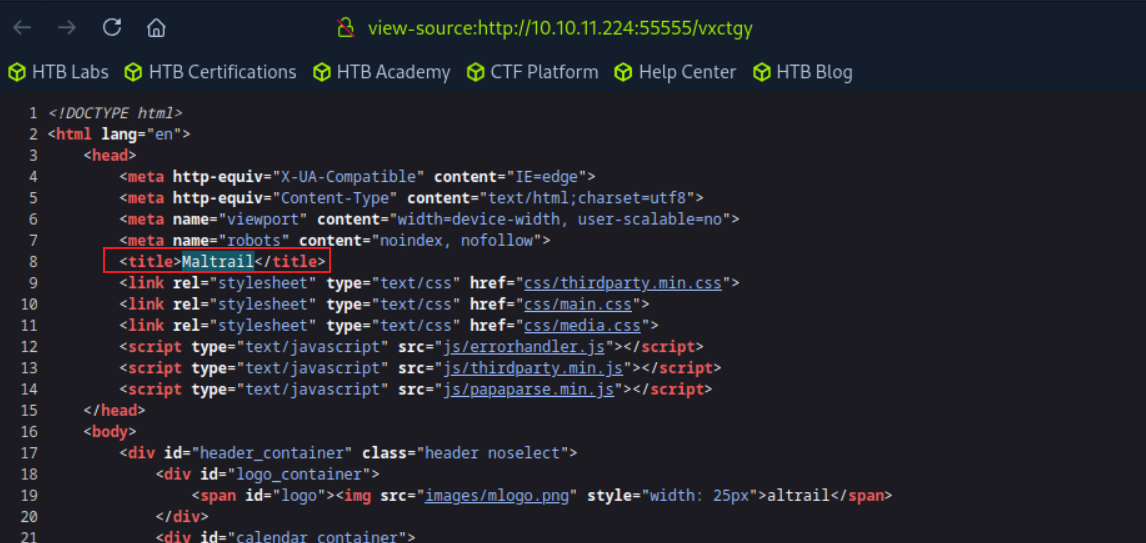 view-source:http://10.10.11.224:55555/vxctgy
HTB Labs HTB Certifications HTB Academy CTF Platform Help Center HTB Blog
1 <!DOCTYPE html>
2 <html lang="en">
3 <head>
4 <meta http-equiv="X-UA-Compatible" content="IE=edge">
5 <meta http-equiv="Content-Type" content="text/html;charset=utf8">
6 <meta name="viewport" content="width=device-width, user-scalable=no">
7 <meta name="robots" content="noindex, nofollow">
8 <title>Maltrail</title>
9 <link rel="stylesheet" type="text/css" href="css/thirdparty.min.css">
10 <link rel="stylesheet" type="text/css" href="css/main.css">
11 <link rel="stylesheet" type="text/css" href="css/media.css">
12 <script type="text/javascript" src="js/errorhandler.js"></script>
13 <script type="text/javascript" src="js/thirdparty.min.js"></script>
14 <script type="text/javascript" src="js/papaparse.min.js"></script>
15 </head>
16 <body>
17 <div id="header_container" class="header noselect">
18 <div id="logo_container">
19 <span id="logo"><img src="images/mlogo.png" style="width: 25px">altrail</span>
20 </div>
21 <div id="calendar_container">